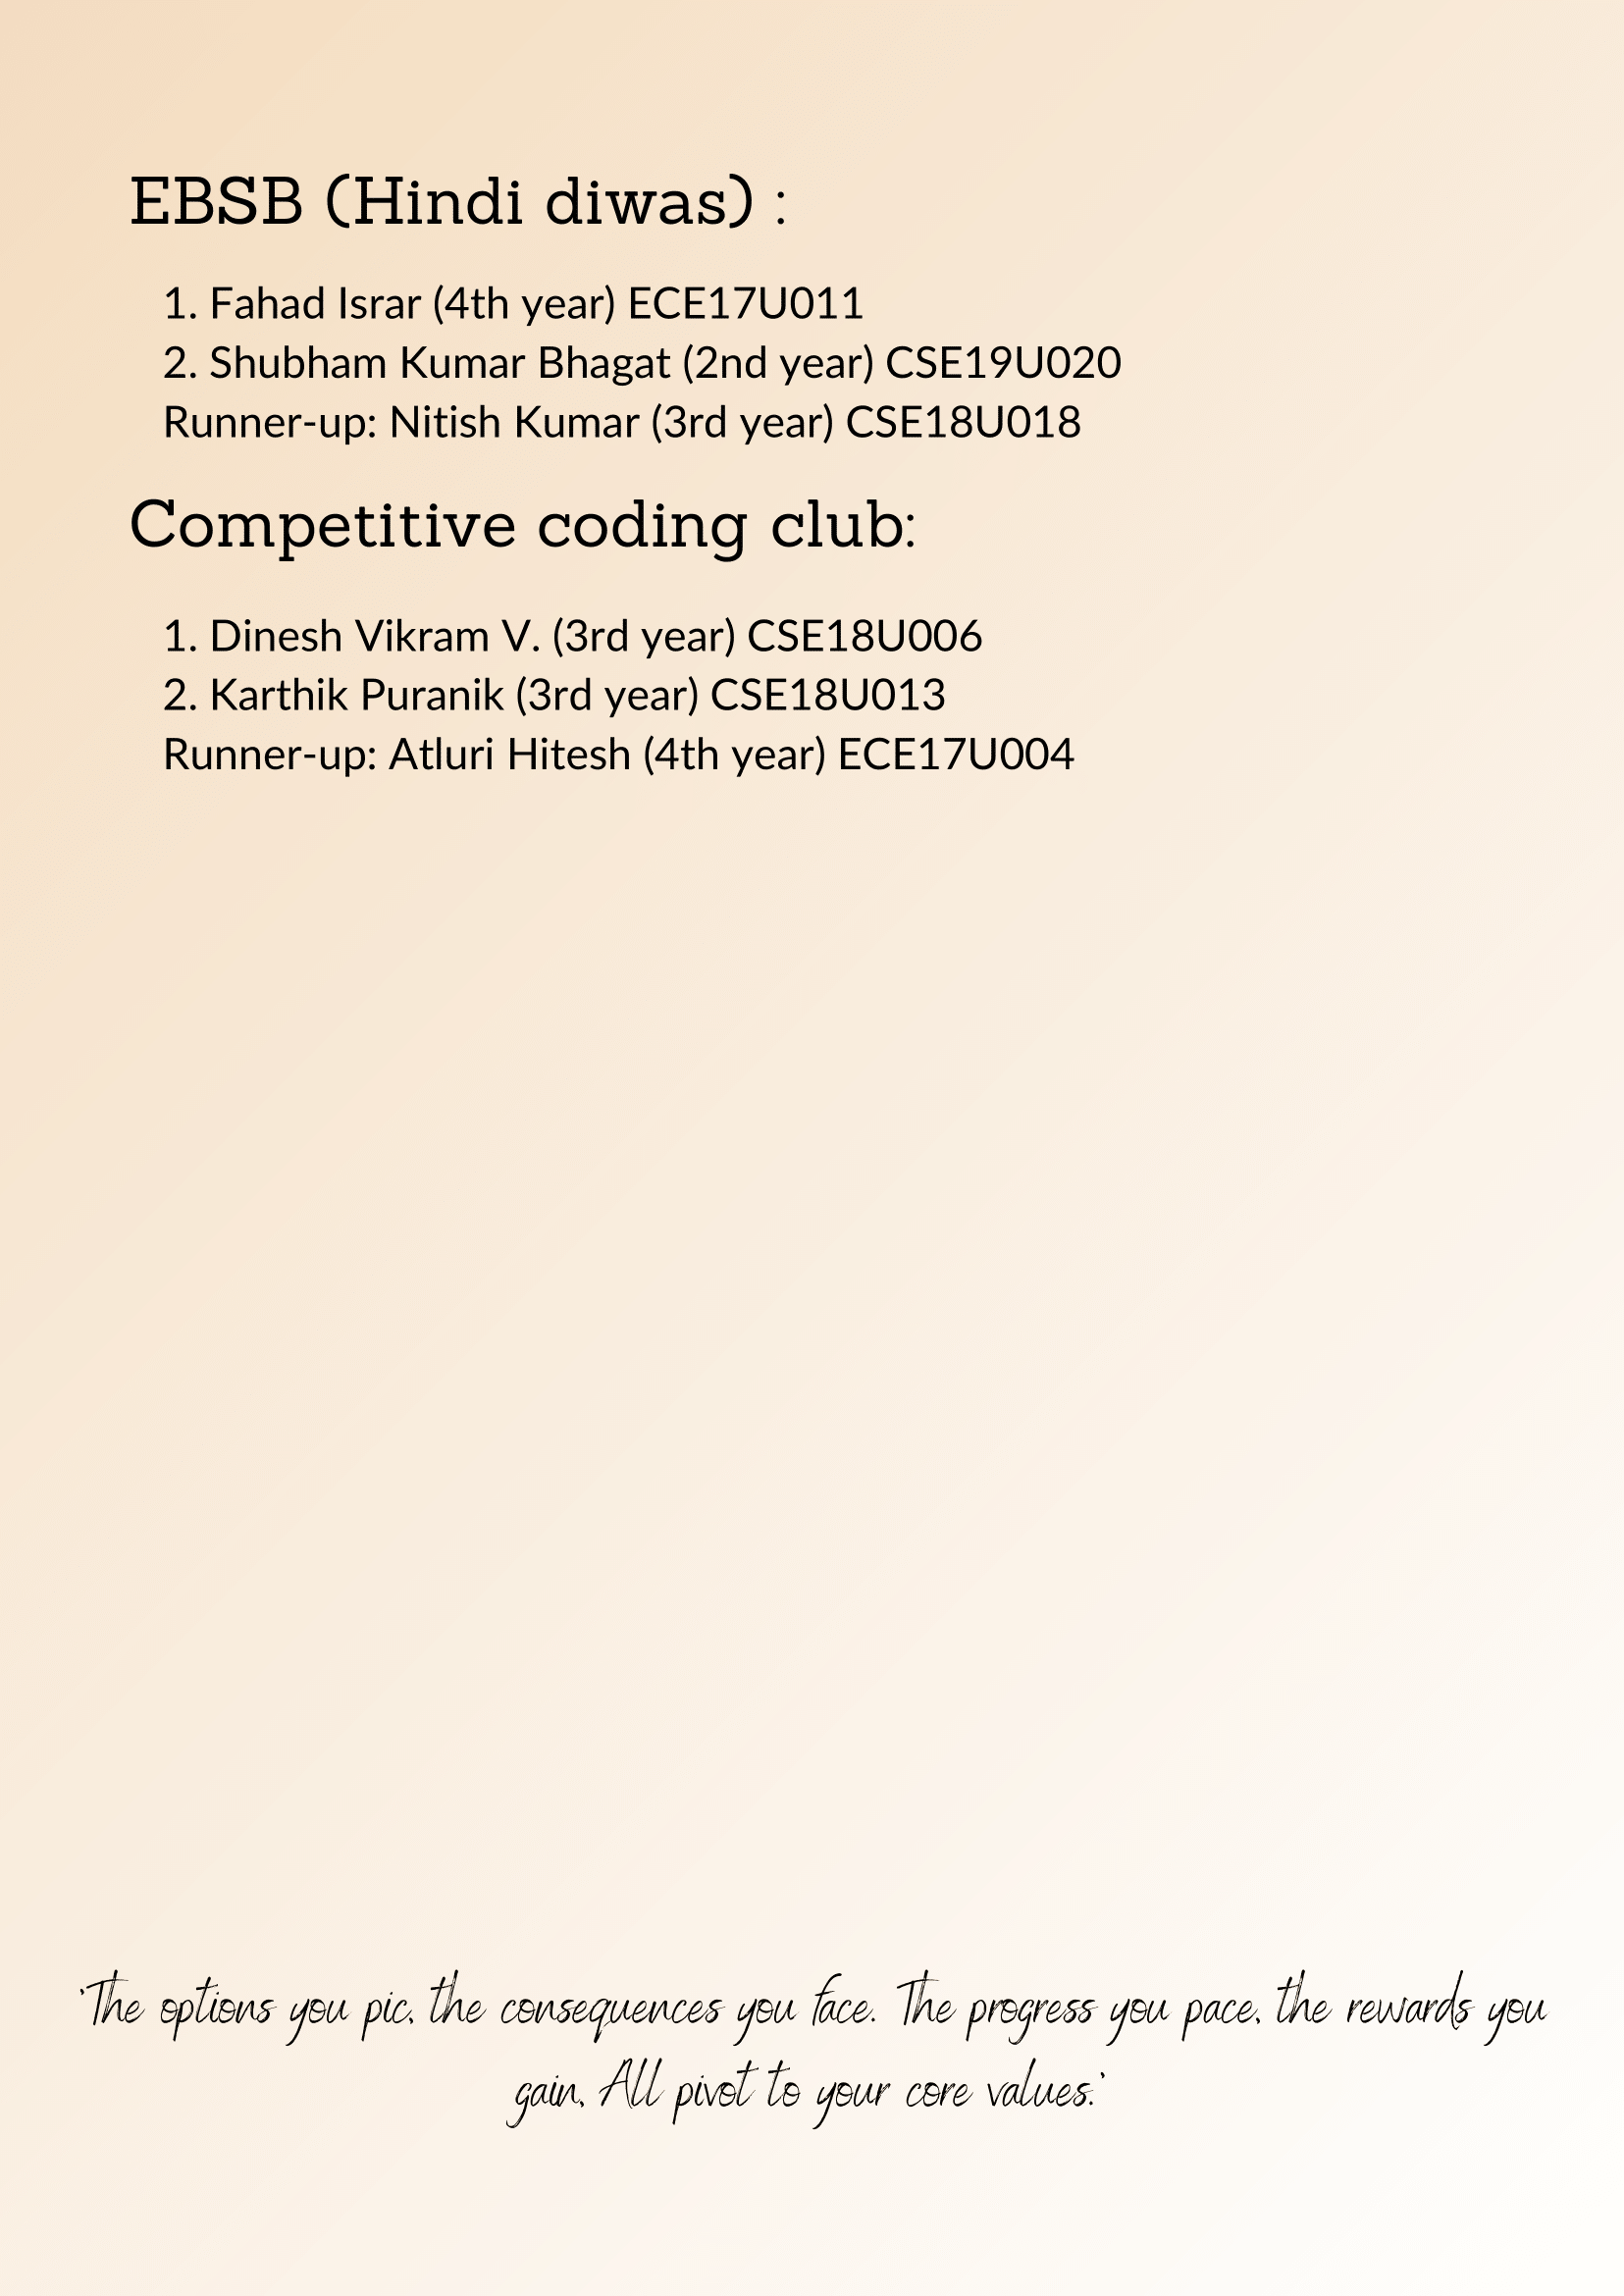 EBSB (Hindi diwas) :
1. Fahad Israr (4th year) ECE17U011
2. Shubham Kumar Bhagat (2nd year) CSE19U020
Runner-up: Nitish Kumar (3rd year) CSE18U018
Competitive coding club:
1. Dinesh Vikram V. (3rd year) CSE18U006
2. Karthik Puranik (3rd year) CSE18U013
Runner-up: Atluri Hitesh (4th year) ECE17U004
'The options you pic, the consequences you face. The progress you pace, the rewards you
gain, All pivot to your core values.'